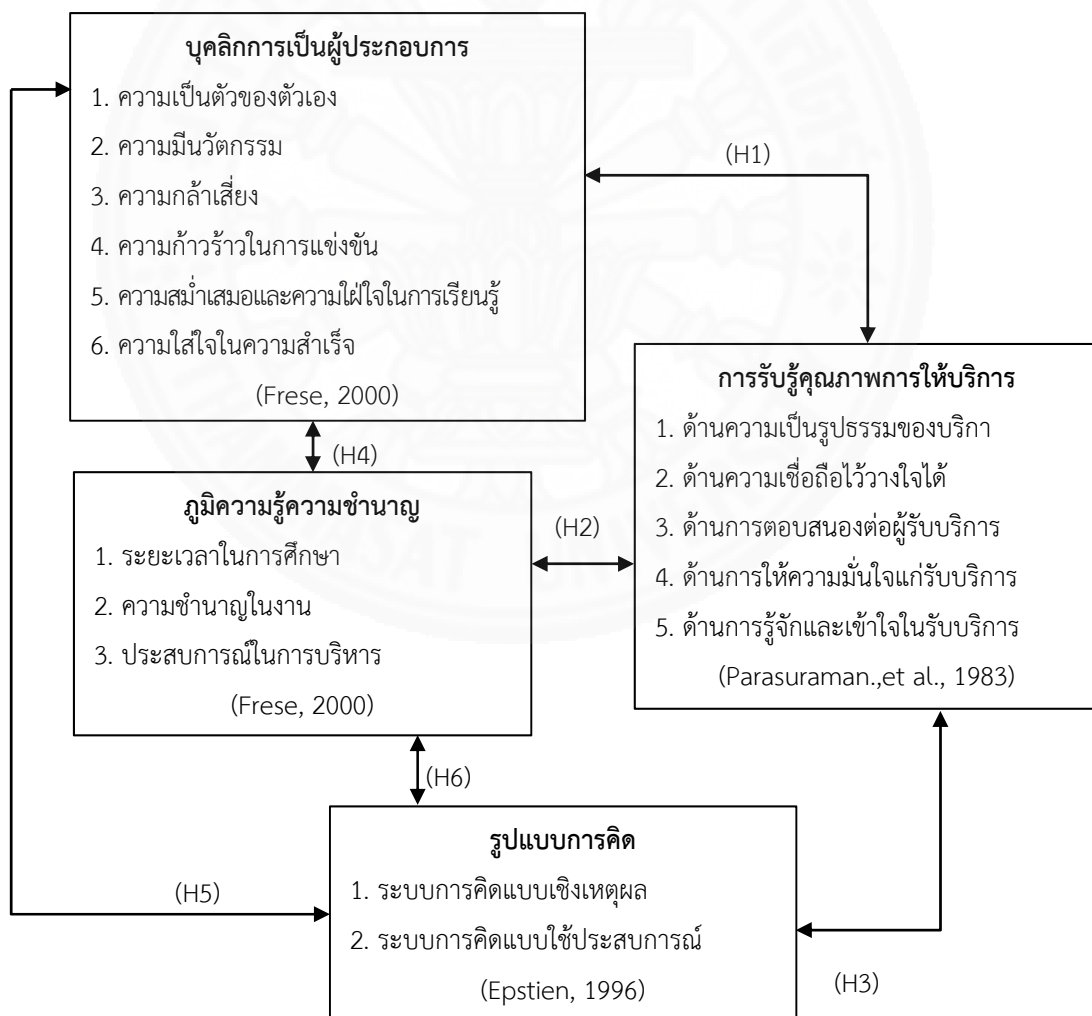 บุคลิกการเป็นผู้ประกอบการ
1. ความเป็นตัวของตัวเอง
2. ความมีนวัตกรรม
3. ความกล้าเสี่ยง
4. ความก้าวร้าวในการแข่งขัน
5. ความสม่ำเสมอและความใฝ่ใจในการเรียนรู้
6. ความใส่ใจในความสำเร็จ
(Frese, 2000)
(H1)
การรับรู้คุณภาพการให้บริการ
1. ด้านความเป็นรูปธรรมของบริกา
2. ด้านความเชื่อถือไว้วางใจได้
3. ด้านการตอบสนองต่อผู้รับบริการ
4. ด้านการให้ความมั่นใจแก่รับบริการ
5. ด้านการรู้จักและเข้าใจในรับบริการ
(Parasuraman.,et al., 1983)
(H4)
ภูมิความรู้ความชำนาญ
1. ระยะเวลาในการศึกษา
2. ความชำนาญในงาน
3. ประสบการณ์ในการบริหาร
(Frese, 2000)
(H2)
(H6)
รูปแบบการคิด
1. ระบบการคิดแบบเชิงเหตุผล
2. ระบบการคิดแบบใช้ประสบการณ์
(Epstien, 1996)
(H5)
(H3)